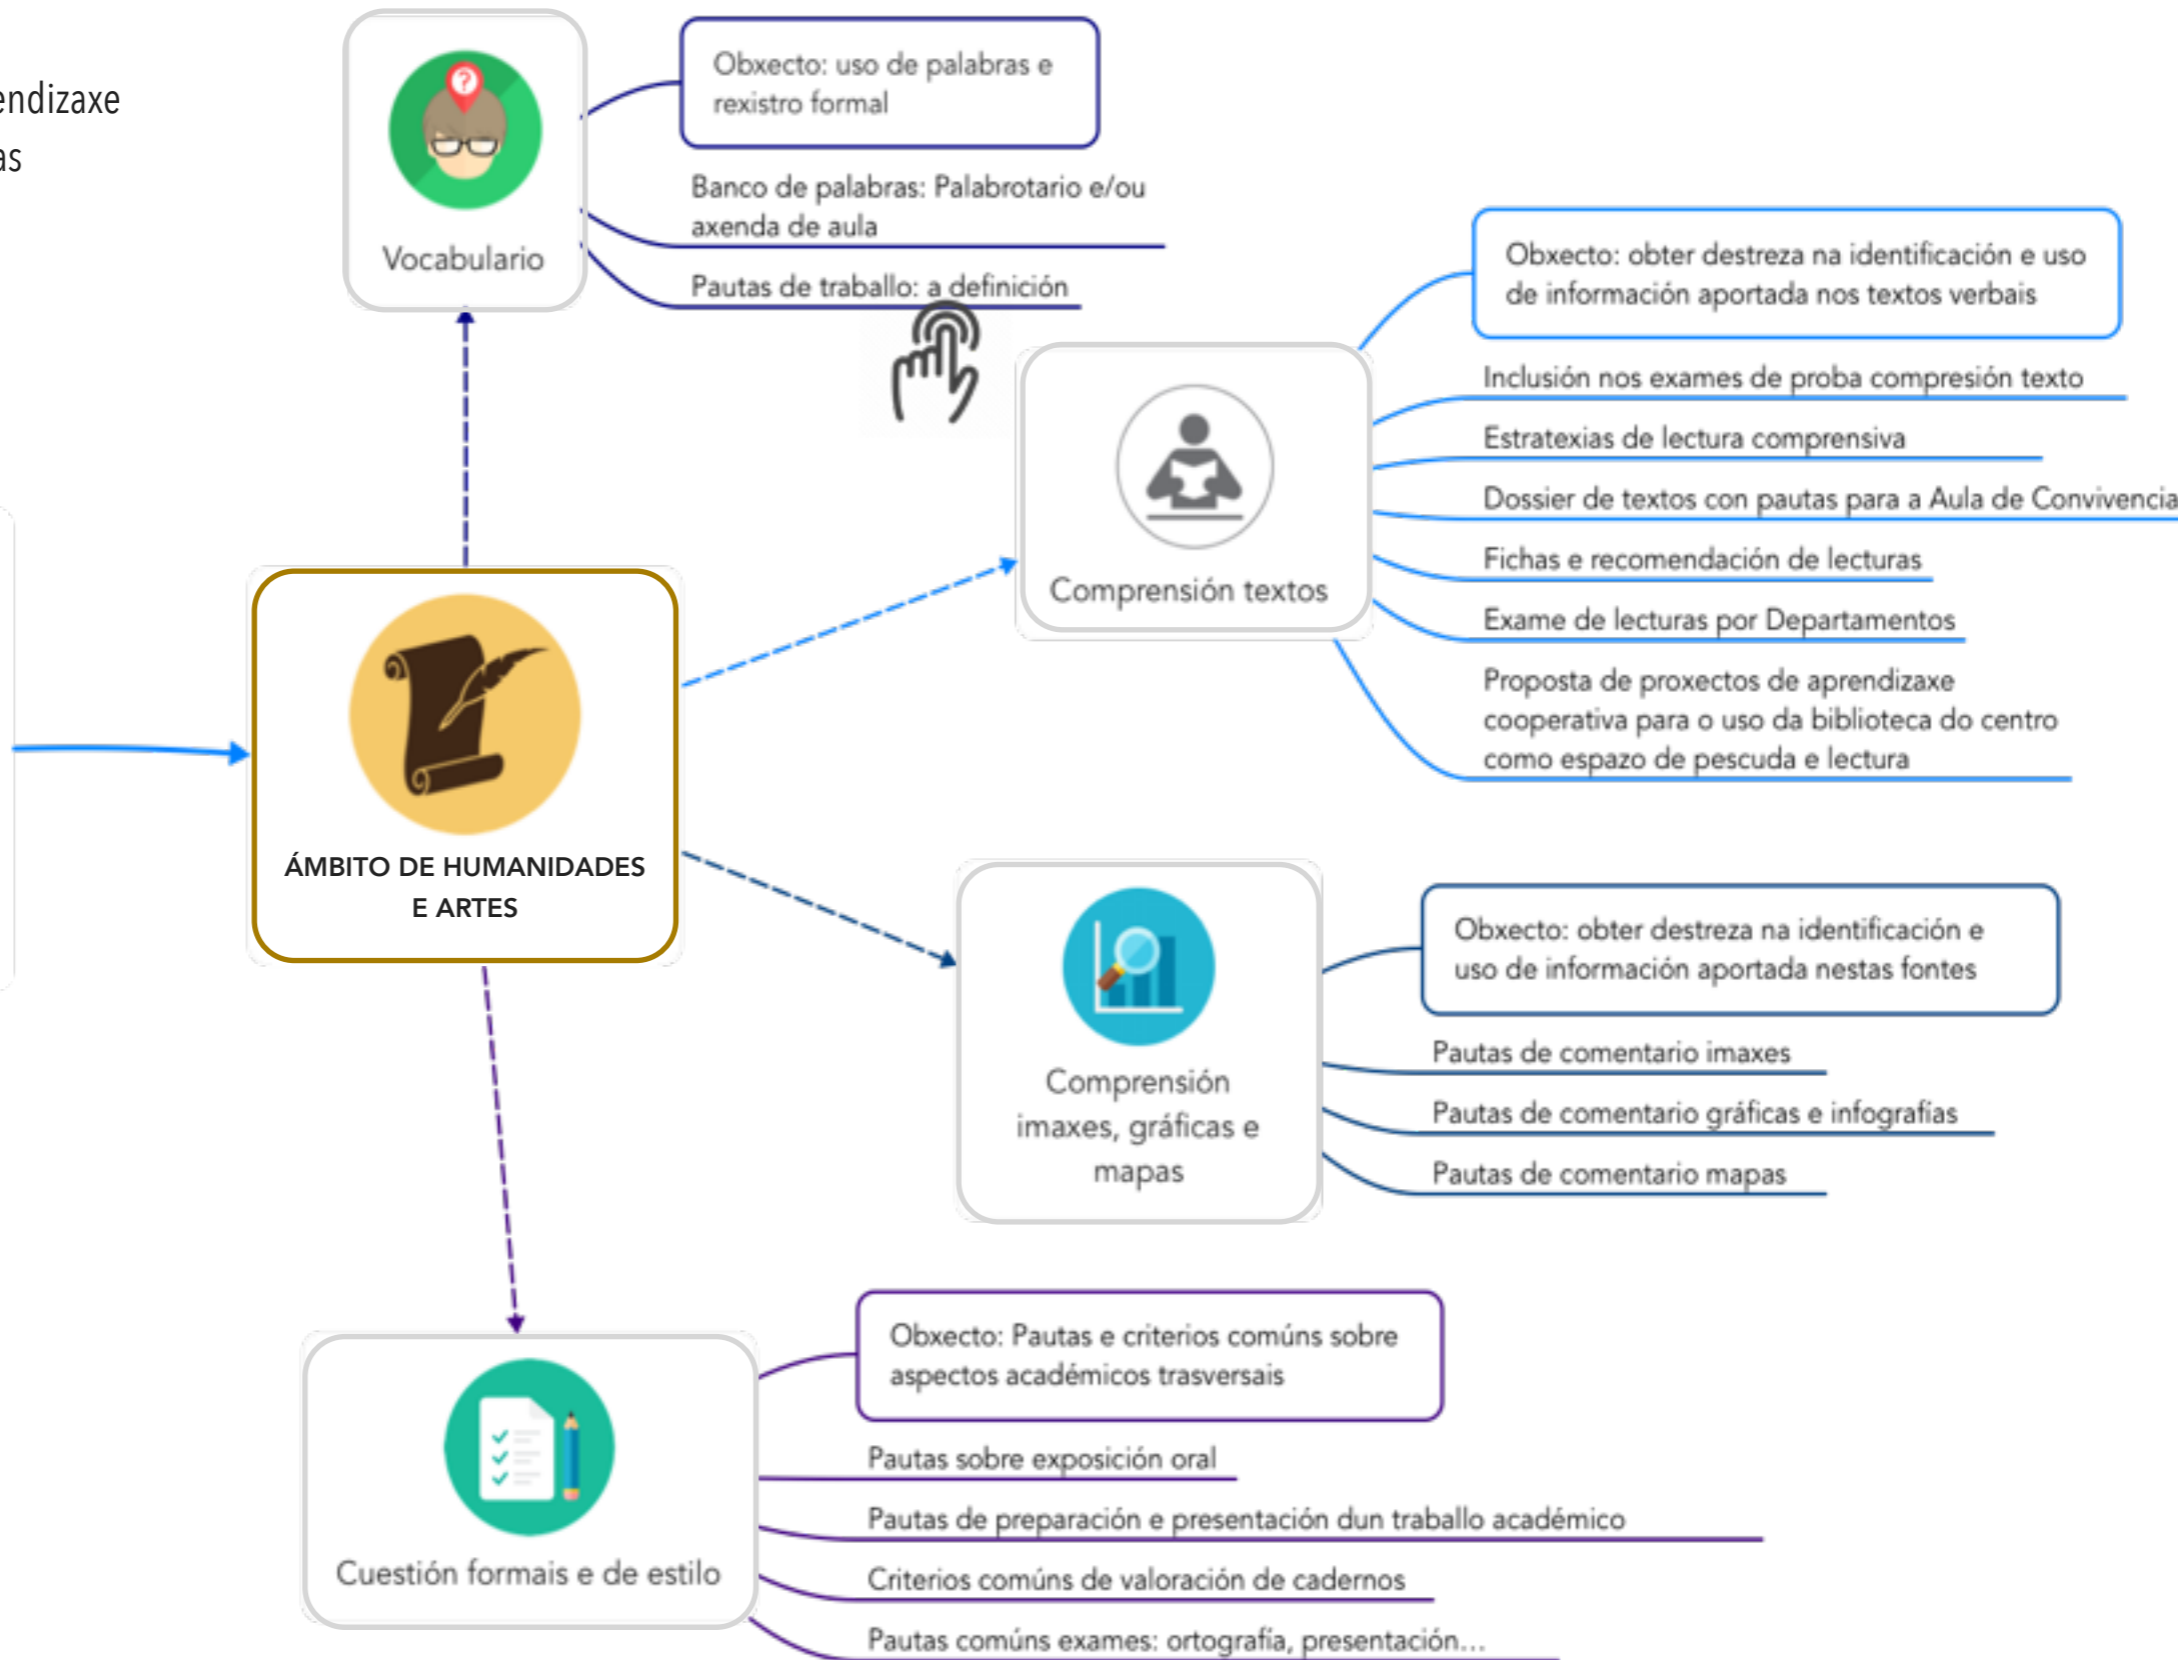 endizaxe
as
Vocabulario
Obxecto: uso de palabras e
rexistro formal
Banco de palabras: Palabrotario e/ou
axenda de aula
Pautas de traballo: a definición
Comprensión textos
Obxecto: obter destreza na identificación e uso
de información aportada nos textos verbais
Inclusión nos exames de proba compresión texto
Estratexias de lectura comprensiva
Dossier de textos con pautas para a Aula de Convivencia
Fichas e recomendación de lecturas
Exame de lecturas por Departamentos
Proposta de proxectos de aprendizaxe
cooperativa para o uso da biblioteca do centro
como espazo de pescuda e lectura
ÁMBITO DE HUMANIDADES
E ARTES
Comprensión
imaxes, gráficas e
mapas
Obxecto: obter destreza na identificación e
uso de información aportada nestas fontes
Pautas de comentario imaxes
Pautas de comentario gráficas e infografías
Pautas de comentario mapas
Cuestión formais e de estilo
Obxecto: Pautas e criterios comúns sobre
aspectos académicos trasversais
Pautas sobre exposición oral
Pautas de preparación e presentación dun traballo académico
Criterios comúns de valoración de cadernos
Pautas comúns exames: ortografía, presentación...